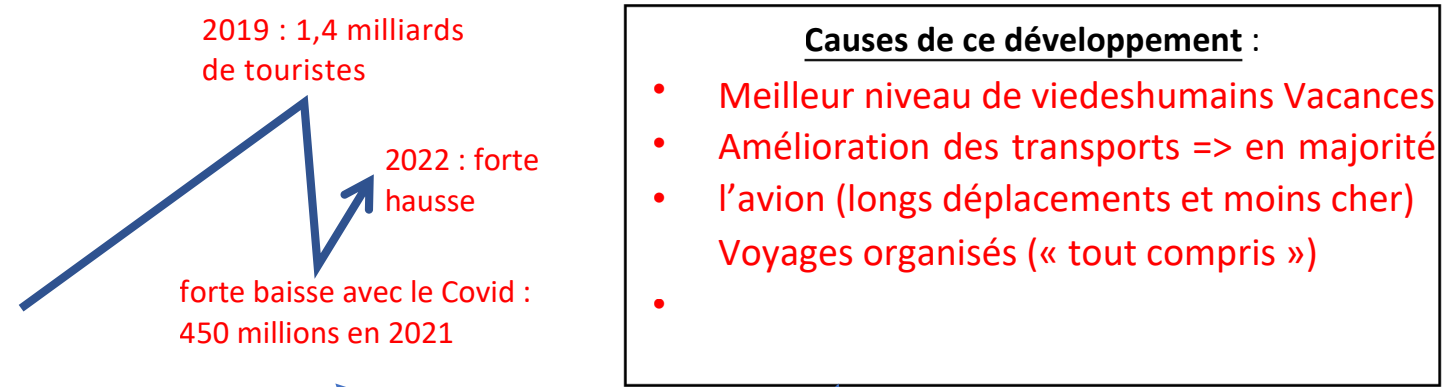 2019 : 1,4 milliards
de touristes
2022 : forte
hausse
forte baisse avec le Covid :
450 millions en 2021
Causes de ce développement :
• Meilleur niveau de viedeshumains Vacances
• Amélioration des transports => en majorité
• l’avion (longs déplacements et moins cher)
Voyages organisés (« tout compris »)
•